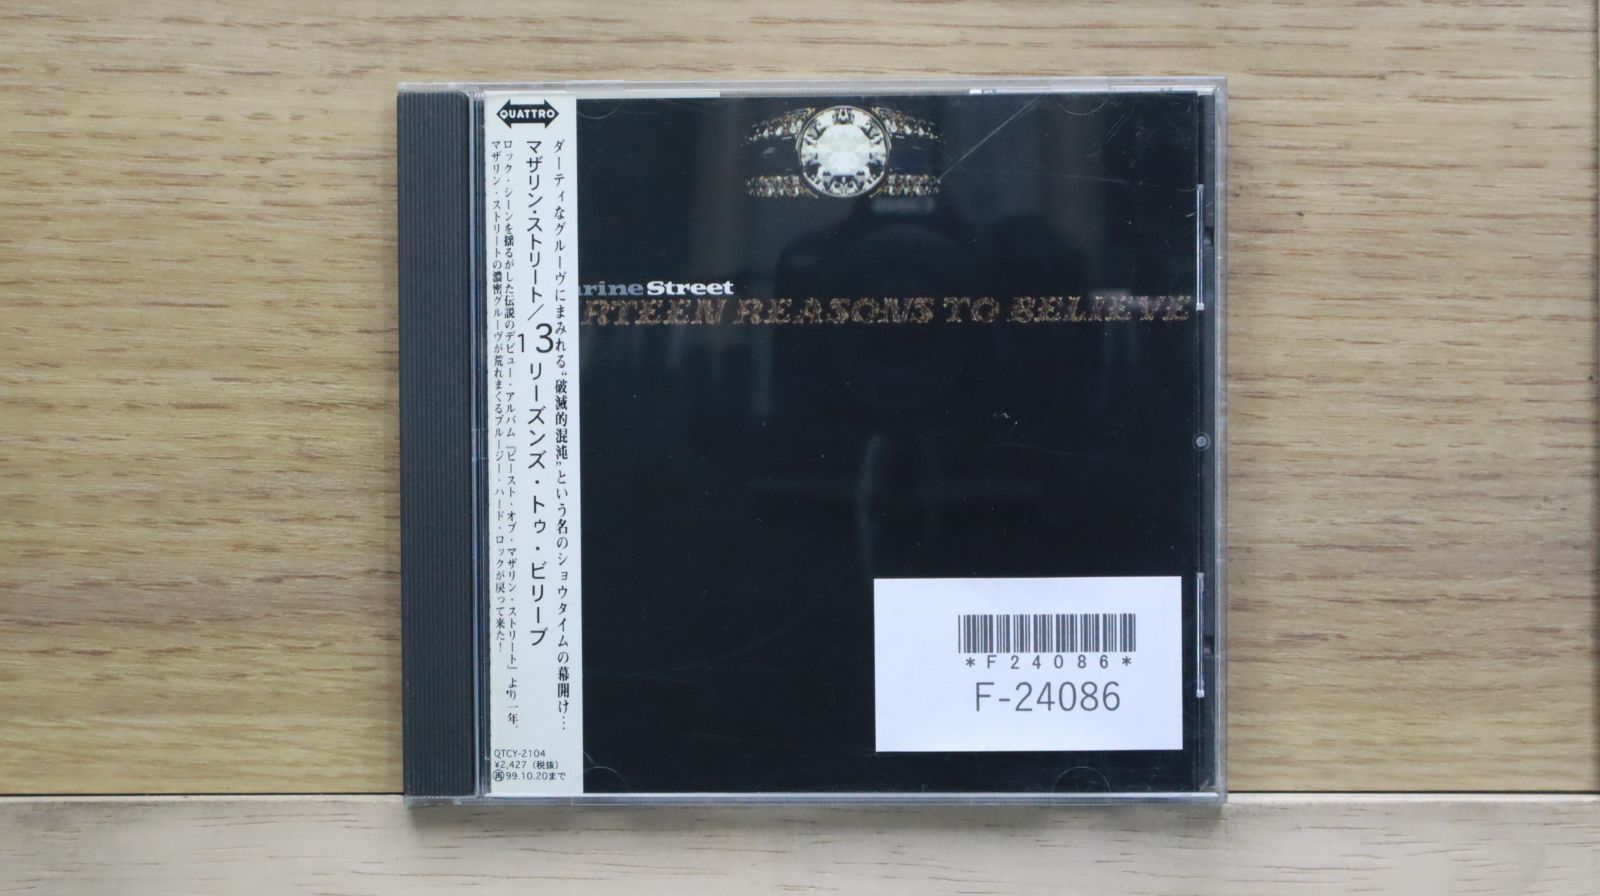 QUATTRO
ダーティなグルーヴにまみれる“破滅的混沌”という名のショウタイムの幕開け…
マザリン・ストリート／13 リーズンズ・トゥ・ビリーブ
ロック・シーンを揺るがした伝説のデビュー・アルバム『ビースト・オブ・マザリン・ストリート』より一年。
マザリン・ストリートの濃密グルーヴが荒れまくるブルージー・ハード・ロックが戻って来た！
QTCY-2104
¥2,427（税抜）
再99.10.20まで
arine Street
RTEEN REASONS TO BELIEVE
*F24086*
F-24086